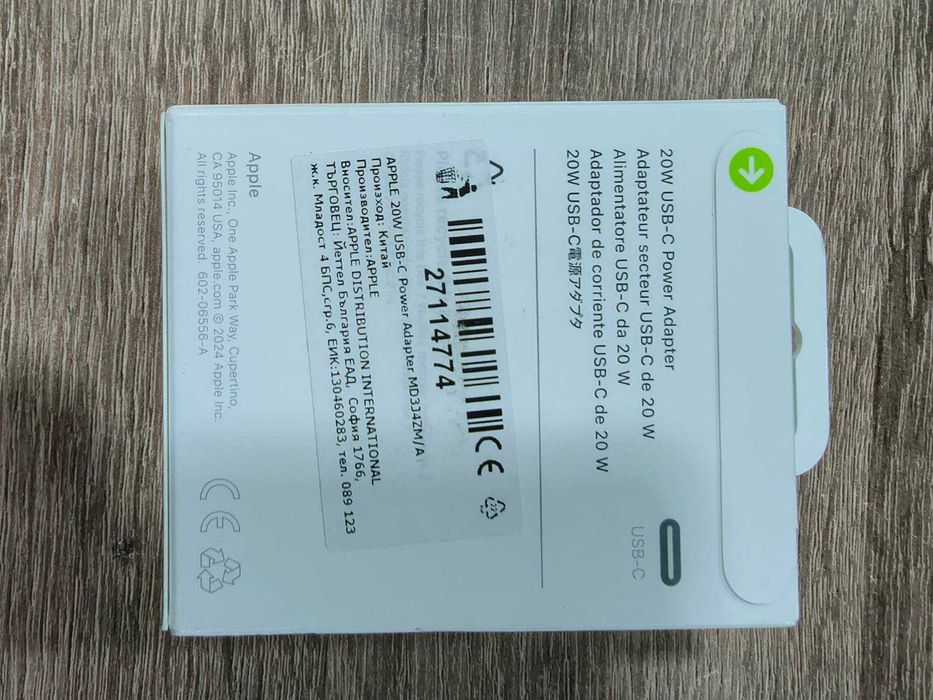 20W USB-C Power Adapter
Adaptateur secteur USB-C de 20 W
Alimentatore USB-C da 20 W
Adaptador de corriente USB-C de 20 W
20W USB-C電源アダプタ
USB-C
27114774
APPLE 20W USB-C Power Adapter MD3J4ZM/A
Произход: Китай
Производител:APPLE
Вносител:APPLE DISTRIBUTION INTERNATIONAL
ТЪРГОВЕЦ: Йеттел България ЕАД, София 1766,
ж.к. Младост 4 БПС,сгр.6, ЕИК:130460283, тел. 089 123
Apple
Apple Inc., One Apple Park Way, Cupertino,
CA 95014 USA, apple.com © 2024 Apple Inc.
All rights reserved. 602-06556-A